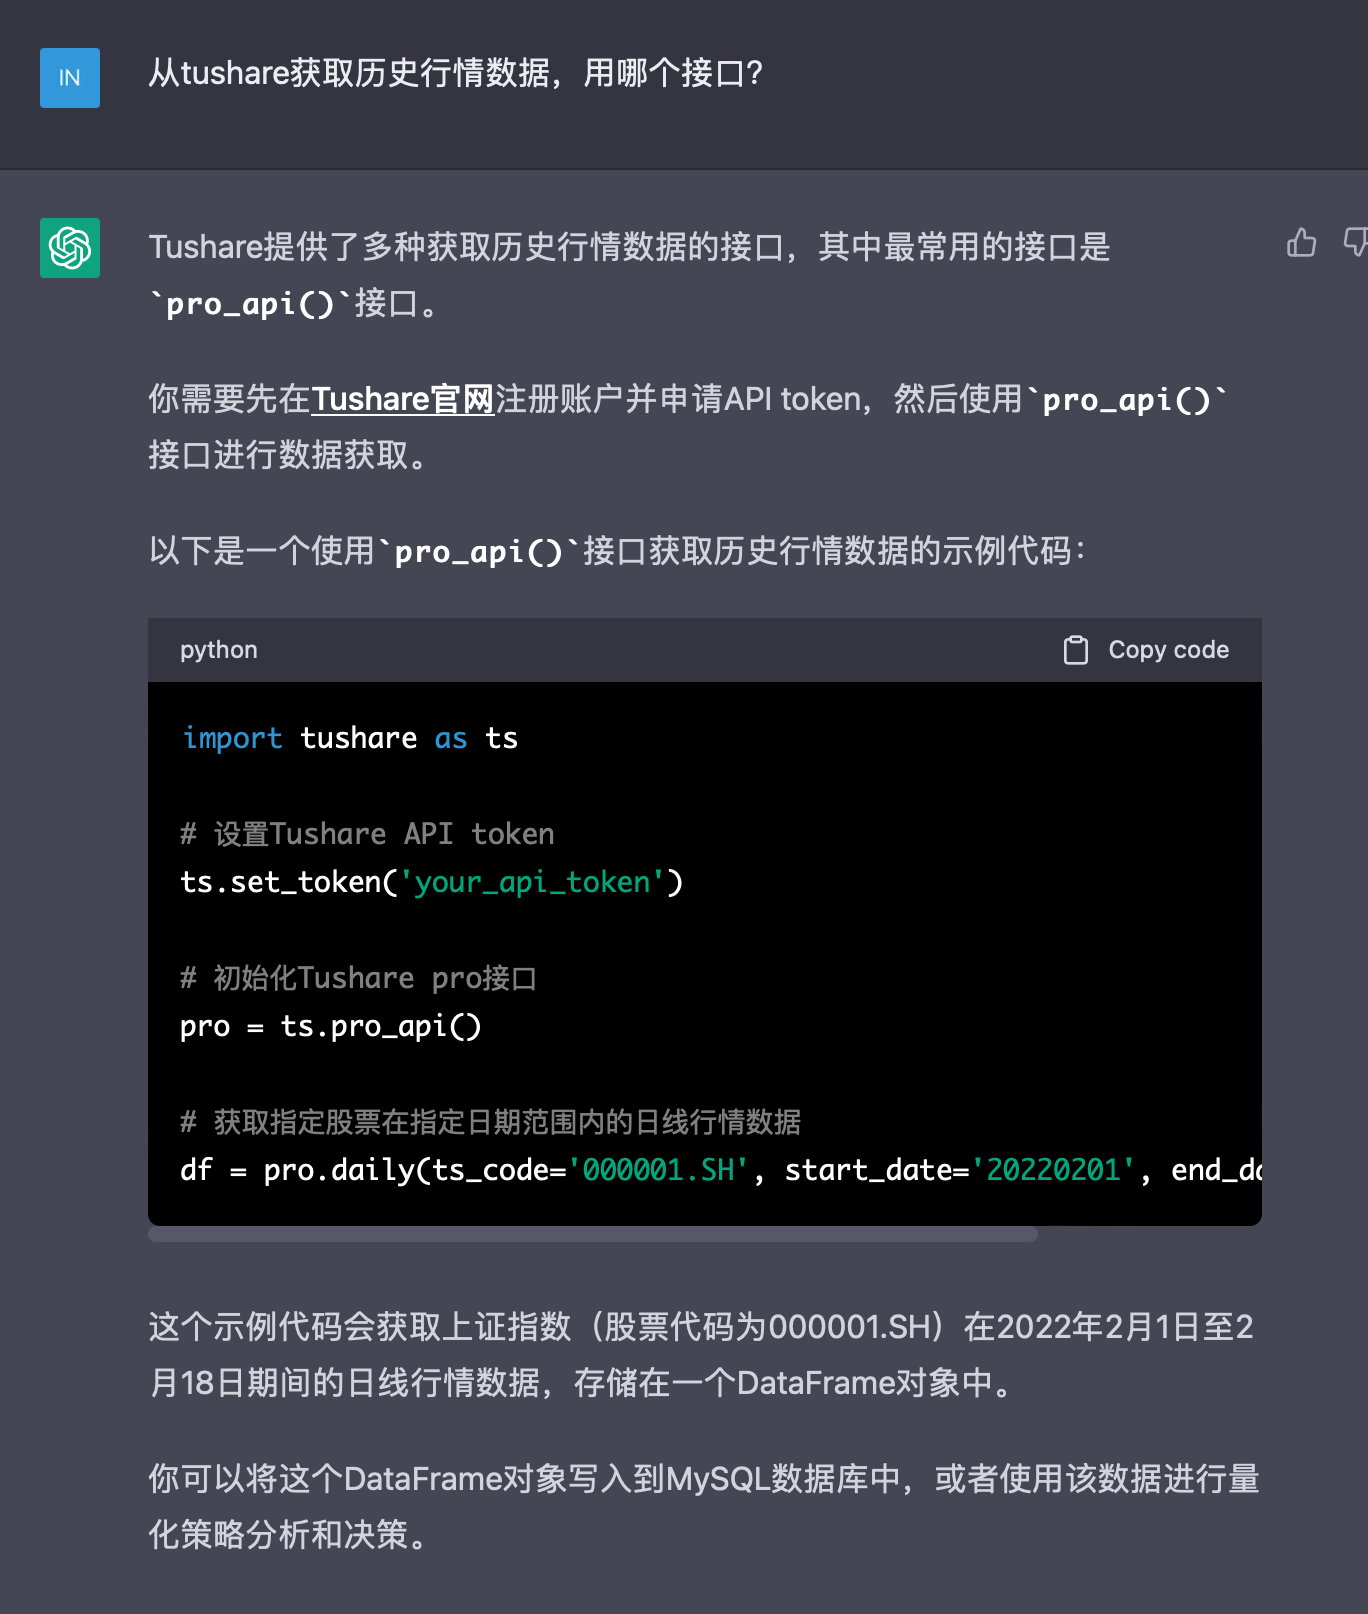 IN
从tushare获取历史行情数据，用哪个接口？
Tushare提供了多种获取历史行情数据的接口，其中最常用的接口是
`pro_api()`接口。
你需要先在Tushare官网注册账户并申请API token，然后使用`pro_api()`
接口进行数据获取。
以下是一个使用`pro_api()`接口获取历史行情数据的示例代码：
python
Copy code
import tushare as ts
# 设置Tushare API token
ts.set_token('your_api_token')
# 初始化Tushare pro接口
pro = ts.pro_api()
# 获取指定股票在指定日期范围内的日线行情数据
df = pro.daily(ts_code='000001.SH', start_date='20220201', end_da
这个示例代码会获取上证指数（股票代码为000001.SH）在2022年2月1日至2
月18日期间的日线行情数据，存储在一个DataFrame对象中。
你可以将这个DataFrame对象写入到MySQL数据库中，或者使用该数据进行量
化策略分析和决策。